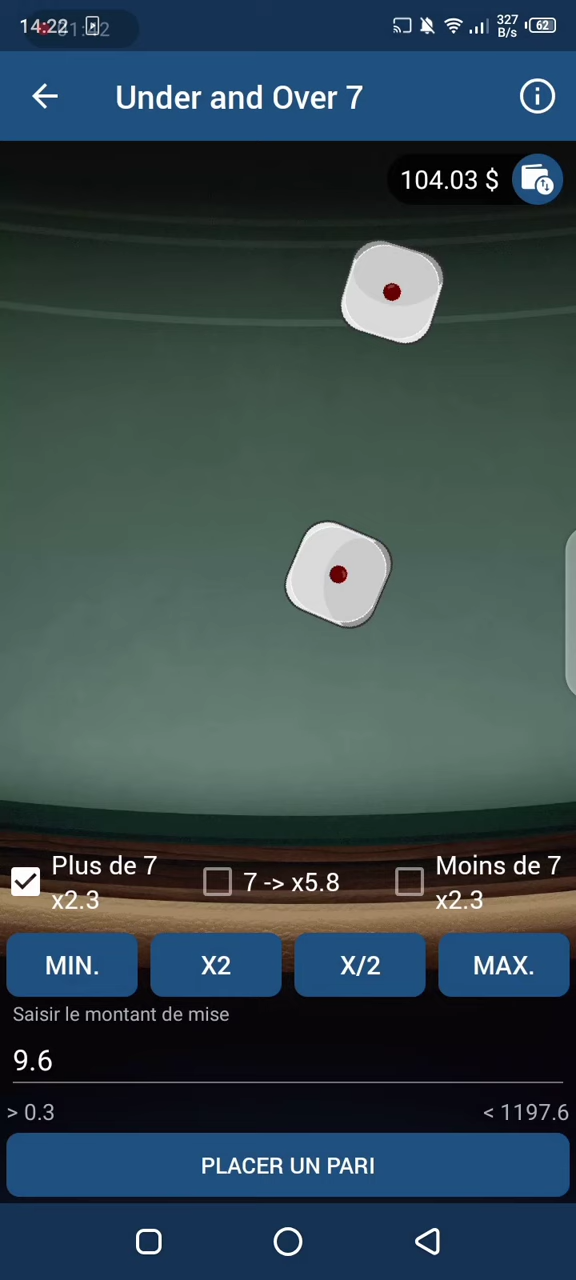 14:22
01:42
327
B/s
62
Under and Over 7
104.03 $
Plus de 7
x2.3
7 -> x5.8
Moins de 7
x2.3
MIN.
X2
X/2
MAX.
Saisir le montant de mise
9.6
> 0.3
< 1197.6
PLACER UN PARI